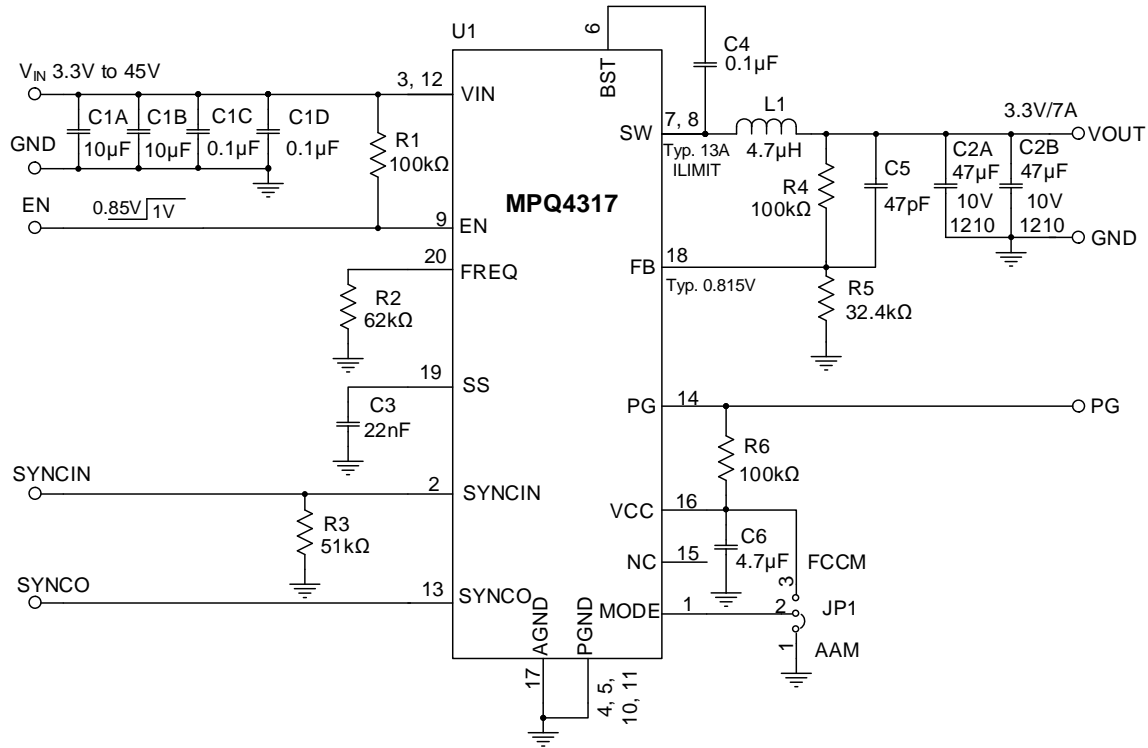 U1
V_IN 3.3V to 45V
GND
EN
0.85V
1V
C1A
10µF
C1B
10µF
C1C
0.1µF
C1D
0.1µF
R1
100kΩ
3, 12
VIN
9
EN
20
FREQ
R2
62kΩ
19
SS
C3
22nF
SYNCIN
2
SYNCIN
R3
51kΩ
SYNCO
13
SYNCO
MPQ4317
6
BST
C4
0.1µF
SW
7, 8
Typ. 13A
ILIMIT
L1
4.7µH
3.3V/7A
VOUT
R4
100kΩ
C5
47pF
C2A
47µF
10V
1210
C2B
47µF
10V
1210
GND
FB
18
Typ. 0.815V
R5
32.4kΩ
PG
14
PG
R6
100kΩ
VCC
16
C6
4.7µF
NC
15
FCCM
MODE
1
3
2
1
JP1
AAM
AGND
PGND
17
4, 5,
10, 11